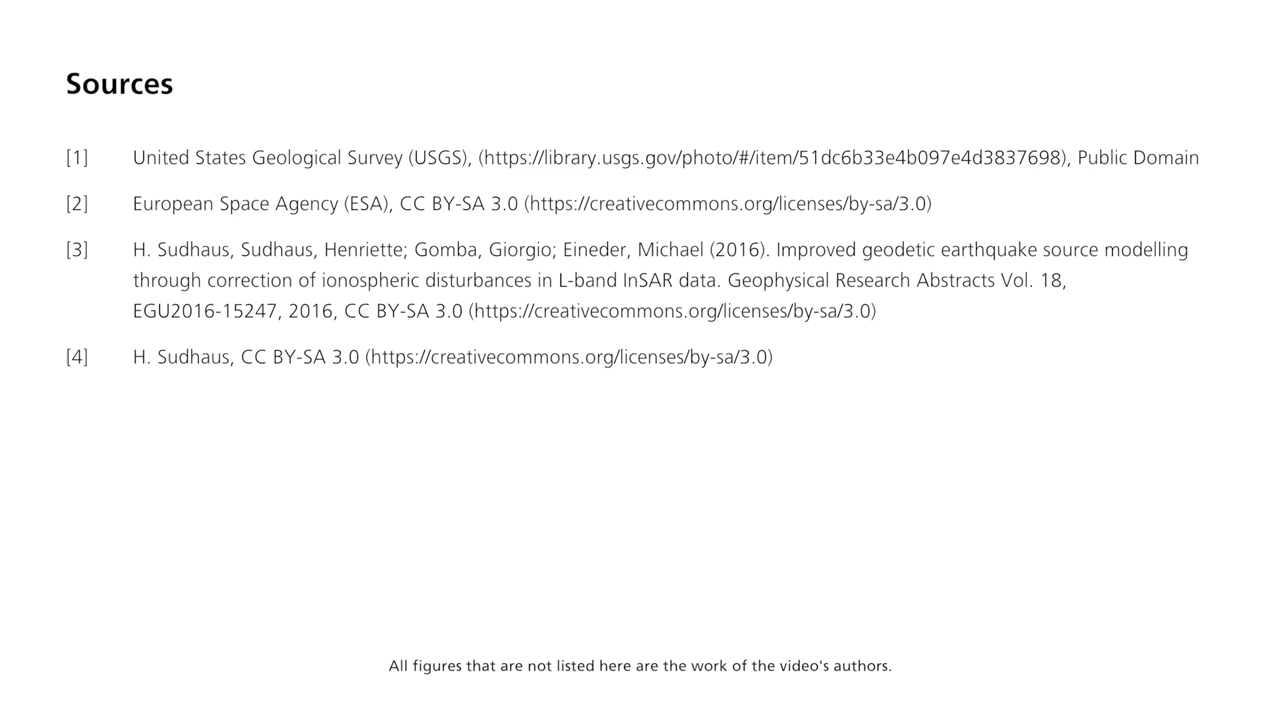 Sources
[1] United States Geological Survey (USGS), (https://library.usgs.gov/photo/#/item/51dc6b33e4b097e4d3837698), Public Domain
[2] European Space Agency (ESA), CC BY-SA 3.0 (https://creativecommons.org/licenses/by-sa/3.0)
[3] H. Sudhaus, Sudhaus, Henriette; Gomba, Giorgio; Eineder, Michael (2016). Improved geodetic earthquake source modelling
through correction of ionospheric disturbances in L-band InSAR data. Geophysical Research Abstracts Vol. 18,
EGU2016-15247, 2016, CC BY-SA 3.0 (https://creativecommons.org/licenses/by-sa/3.0)
[4] H. Sudhaus, CC BY-SA 3.0 (https://creativecommons.org/licenses/by-sa/3.0)
All figures that are not listed here are the work of the video's authors.